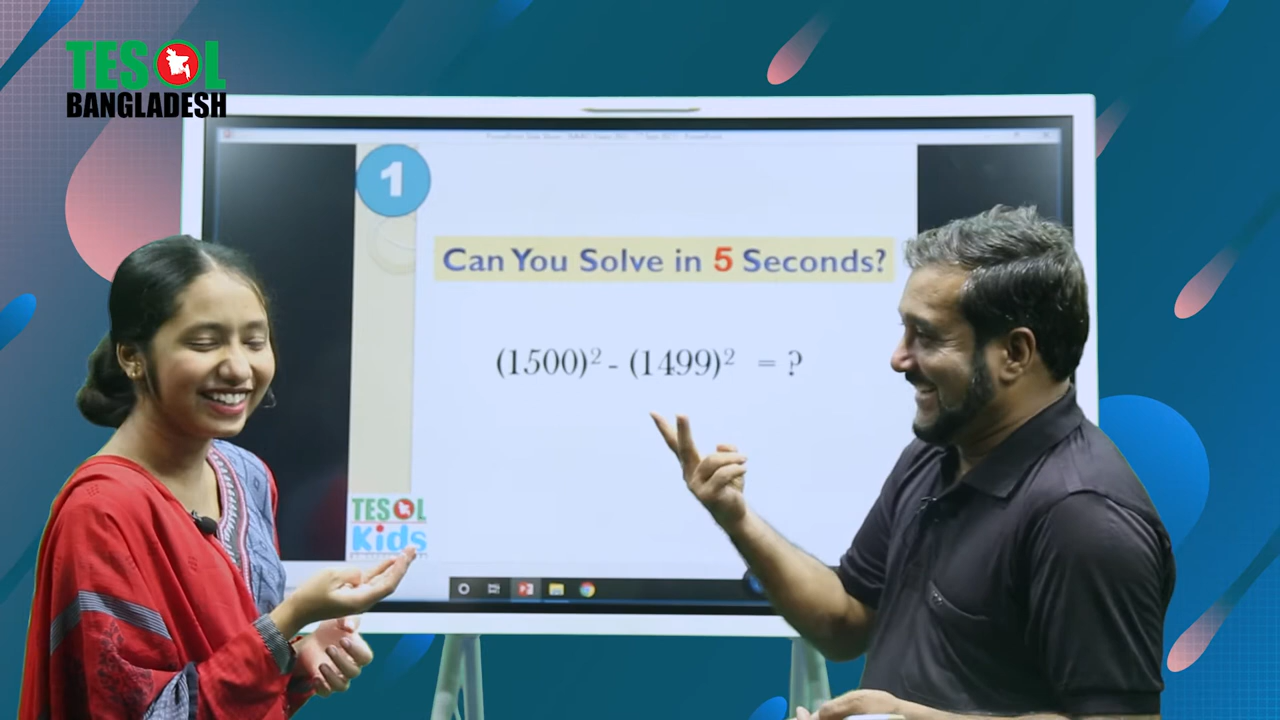 TESOL
BANGLADESH
1
Can You Solve in 5 Seconds?
(1500)² - (1499)² = ?
TESOL
Kids